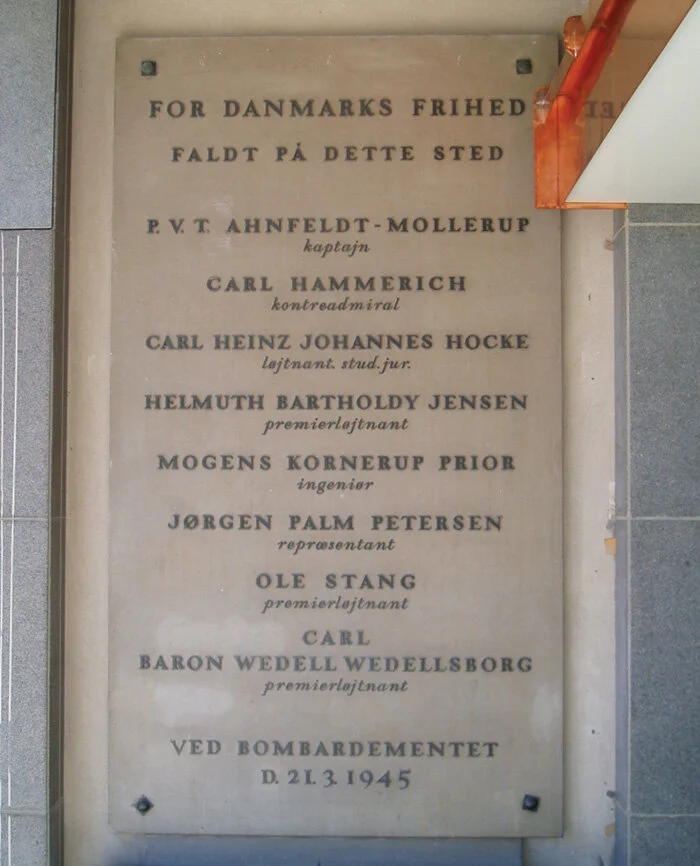 FOR DANMARKS FRIHED
FALDT PÅ DETTE STED
P. V. T. AHNFELDT-MOLLERUP
kaptajn
CARL HAMMERICH
kontreadmiral
CARL HEINZ JOHANNES HOCKE
løjtnant. stud. jur.
HELMUTH BARTHOLDY JENSEN
premierløjtnant
MOGENS KORNERUP PRIOR
ingeniør
JØRGEN PALM PETERSEN
repræsentant
OLE STANG
premierløjtnant
CARL
BARON WEDELL WEDELLSBORG
premierløjtnant
VED BOMBARDEMENTET
D. 21. 3. 1945